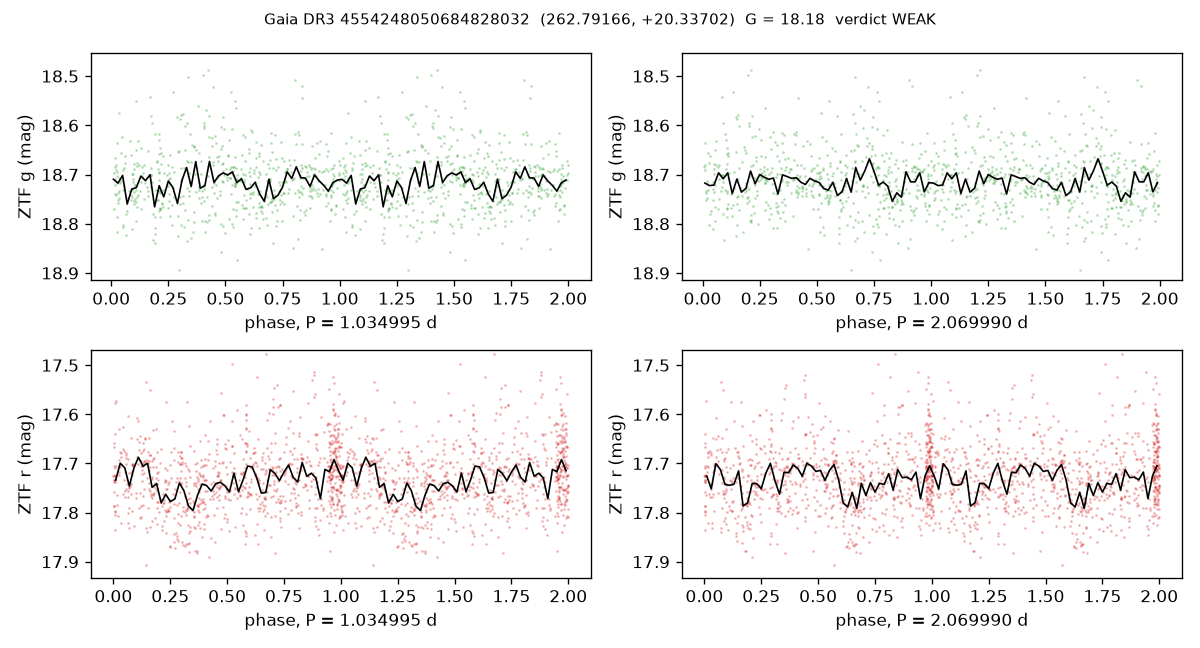 Gaia DR3 4554248050684828032  (262.79166, +20.33702)  G = 18.18  verdict WEAK
18.5
18.6
18.7
18.8
18.9
ZTF g (mag)
0.00 0.25 0.50 0.75 1.00 1.25 1.50 1.75 2.00
phase, P = 1.034995 d
18.5
18.6
18.7
18.8
18.9
ZTF g (mag)
0.00 0.25 0.50 0.75 1.00 1.25 1.50 1.75 2.00
phase, P = 2.069990 d
17.5
17.6
17.7
17.8
17.9
ZTF r (mag)
0.00 0.25 0.50 0.75 1.00 1.25 1.50 1.75 2.00
phase, P = 1.034995 d
17.5
17.6
17.7
17.8
17.9
ZTF r (mag)
0.00 0.25 0.50 0.75 1.00 1.25 1.50 1.75 2.00
phase, P = 2.069990 d